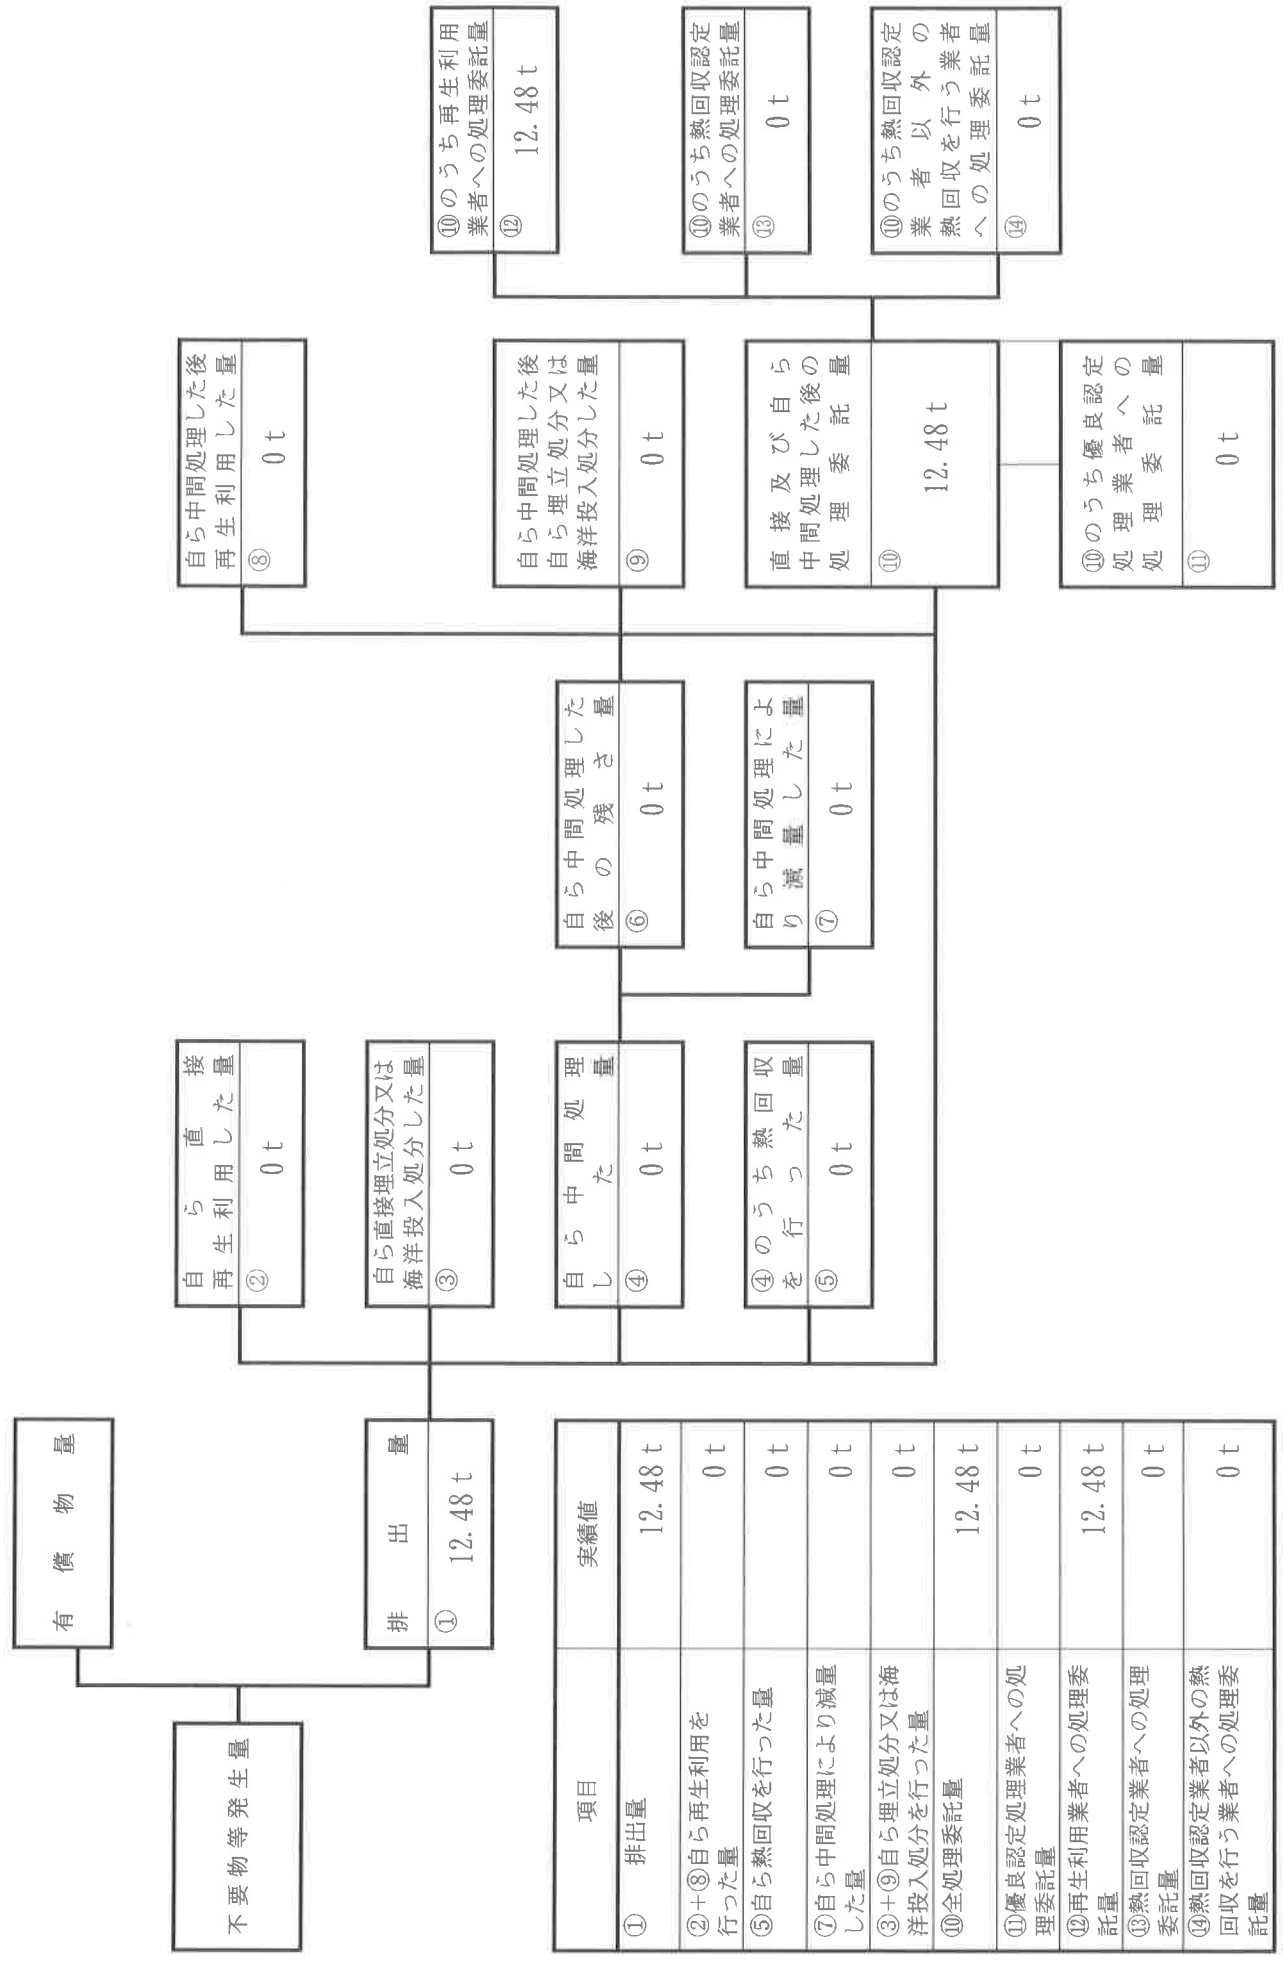 有償物量
不要物等発生量
排出量
① 12.48 t
自ら直接
再生利用した量
② 0 t
自ら直接埋立処分又は
海洋投入処分した量
③ 0 t
自ら中間処理
した量
④ 0 t
④のうち熱回収
を行った量
⑤ 0 t
自ら中間処理した
後の残さ量
⑥ 0 t
自ら中間処理によ
り減量した量
⑦ 0 t
自ら中間処理した後
再生利用した量
⑧ 0 t
自ら中間処理した後
自ら埋立処分又は
海洋投入処分した量
⑨ 0 t
直接及び自ら
中間処理した後の
処理委託量
⑩ 12.48 t
⑩のうち優良認定
処理業者への
処理委託量
⑪ 0 t
⑩のうち再生利用
業者への処理委託量
⑫ 12.48 t
⑩のうち熱回収認定
業者への処理委託量
⑬ 0 t
⑩のうち熱回収認定
業者以外の
熱回収を行う業者
への処理委託量
⑭ 0 t
項目 実績値
① 排出量 12.48 t
②+⑧自ら再生利用を
行った量 0 t
⑤自ら熱回収を行った量 0 t
⑦自ら中間処理により減量
した量 0 t
③+⑨自ら埋立処分又は海
洋投入処分を行った量 0 t
⑩全処理委託量 12.48 t
⑪優良認定処理業者への処
理委託量 0 t
⑫再生利用業者への処理委
託量 12.48 t
⑬熱回収認定業者への処理
委託量 0 t
⑭熱回収認定業者以外の熱
回収を行う業者への処理委
託量 0 t